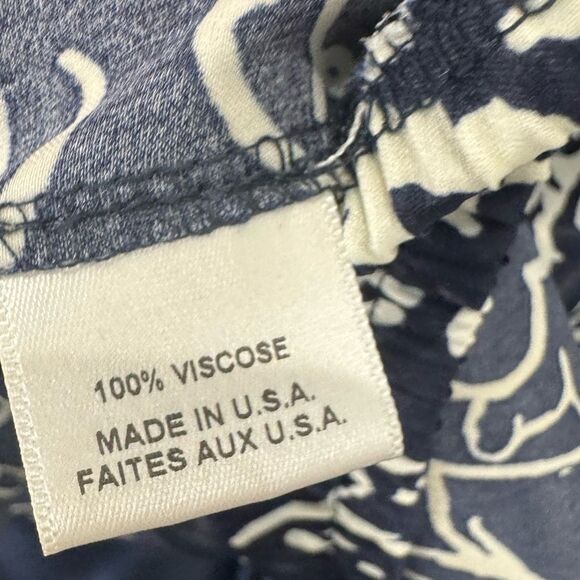 100% VISCOSE
MADE IN U.S.A.
FAITES AUX U.S.A.